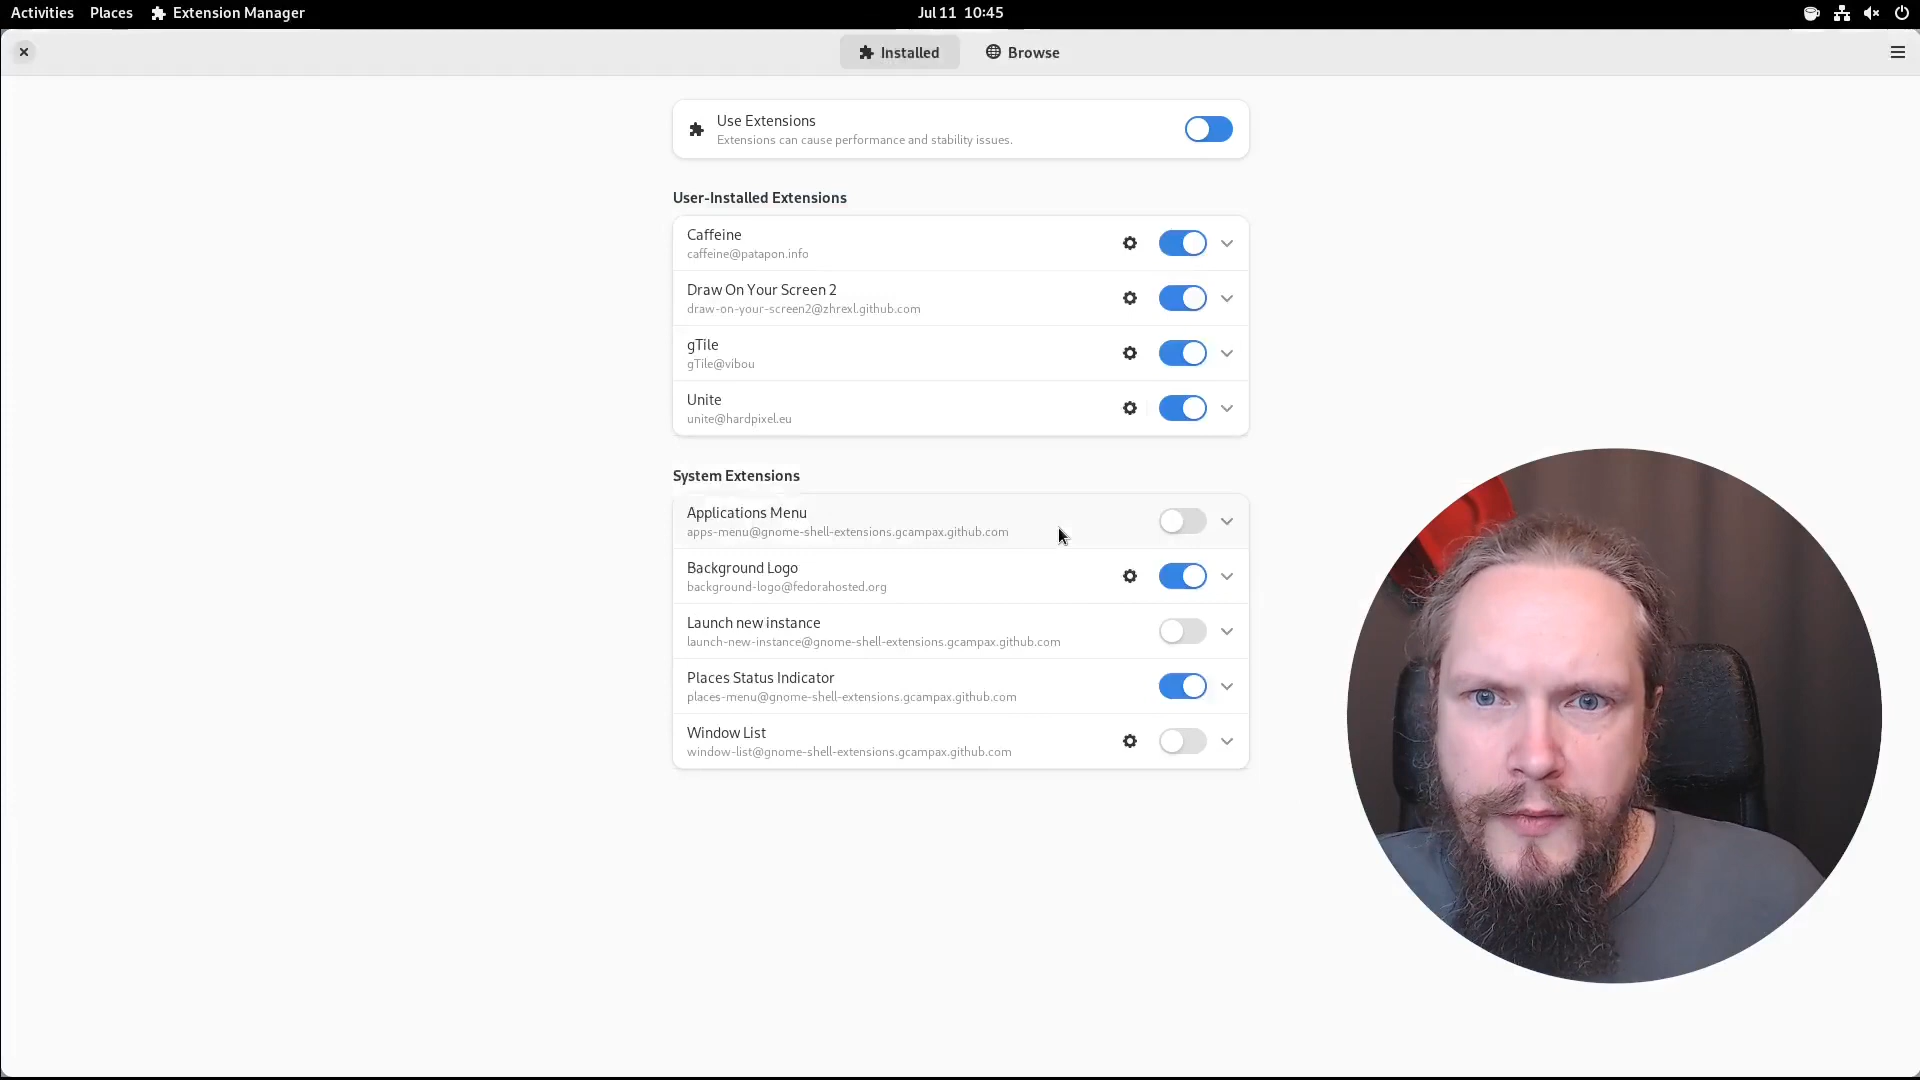 Activities Places Extension Manager Jul 11 10:45
Installed Browse
Use Extensions
Extensions can cause performance and stability issues.
User-Installed Extensions
Caffeine
caffeine@patapon.info
Draw On Your Screen 2
draw-on-your-screen2@zhrexl.github.com
gTile
gTile@vibou
Unite
unite@hardpixel.eu
System Extensions
Applications Menu
apps-menu@gnome-shell-extensions.gcampax.github.com
Background Logo
background-logo@fedorahosted.org
Launch new instance
launch-new-instance@gnome-shell-extensions.gcampax.github.com
Places Status Indicator
places-menu@gnome-shell-extensions.gcampax.github.com
Window List
window-list@gnome-shell-extensions.gcampax.github.com